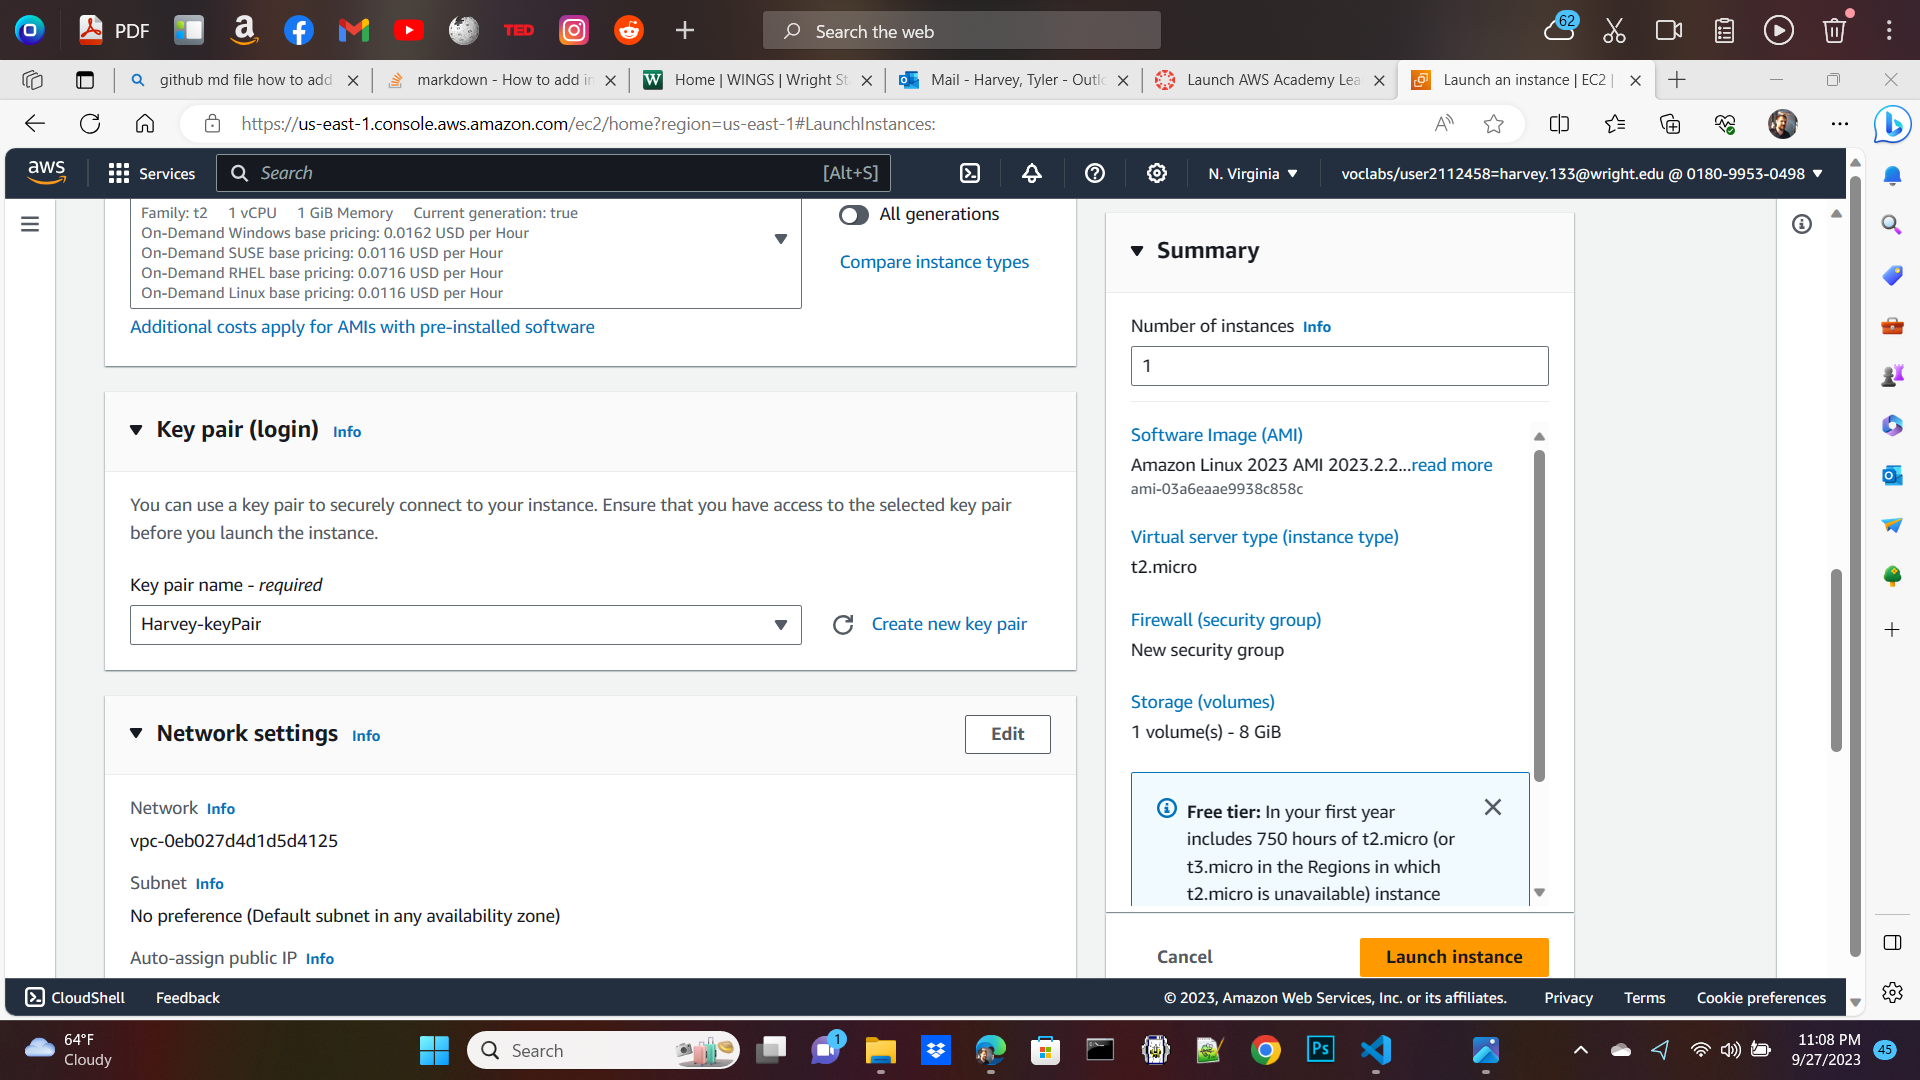 PDF
TED
Search the web
62
github md file how to add
markdown - How to add in
Home | WINGS | Wright St
Mail - Harvey, Tyler - Outlo
Launch AWS Academy Lea
Launch an instance | EC2 |
https://us-east-1.console.aws.amazon.com/ec2/home?region=us-east-1#LaunchInstances:
aws
Services
Search
[Alt+S]
N. Virginia
voclabs/user2112458=harvey.133@wright.edu @ 0180-9953-0498
Family: t2 1 vCPU 1 GiB Memory Current generation: true
On-Demand Windows base pricing: 0.0162 USD per Hour
On-Demand SUSE base pricing: 0.0116 USD per Hour
On-Demand RHEL base pricing: 0.0716 USD per Hour
On-Demand Linux base pricing: 0.0116 USD per Hour
All generations
Compare instance types
Additional costs apply for AMIs with pre-installed software
Key pair (login) Info
You can use a key pair to securely connect to your instance. Ensure that you have access to the selected key pair
before you launch the instance.
Key pair name - required
Harvey-keyPair
Create new key pair
Network settings Info
Edit
Network Info
vpc-0eb027d4d1d5d4125
Subnet Info
No preference (Default subnet in any availability zone)
Auto-assign public IP Info
Summary
Number of instances Info
1
Software Image (AMI)
Amazon Linux 2023 AMI 2023.2.2...read more
ami-03a6eaae9938c858c
Virtual server type (instance type)
t2.micro
Firewall (security group)
New security group
Storage (volumes)
1 volume(s) - 8 GiB
Free tier: In your first year
includes 750 hours of t2.micro (or
t3.micro in the Regions in which
t2.micro is unavailable) instance
Cancel
Launch instance
CloudShell
Feedback
© 2023, Amazon Web Services, Inc. or its affiliates.
Privacy
Terms
Cookie preferences
64°F
Cloudy
Search
1
Ps
11:08 PM
9/27/2023
45